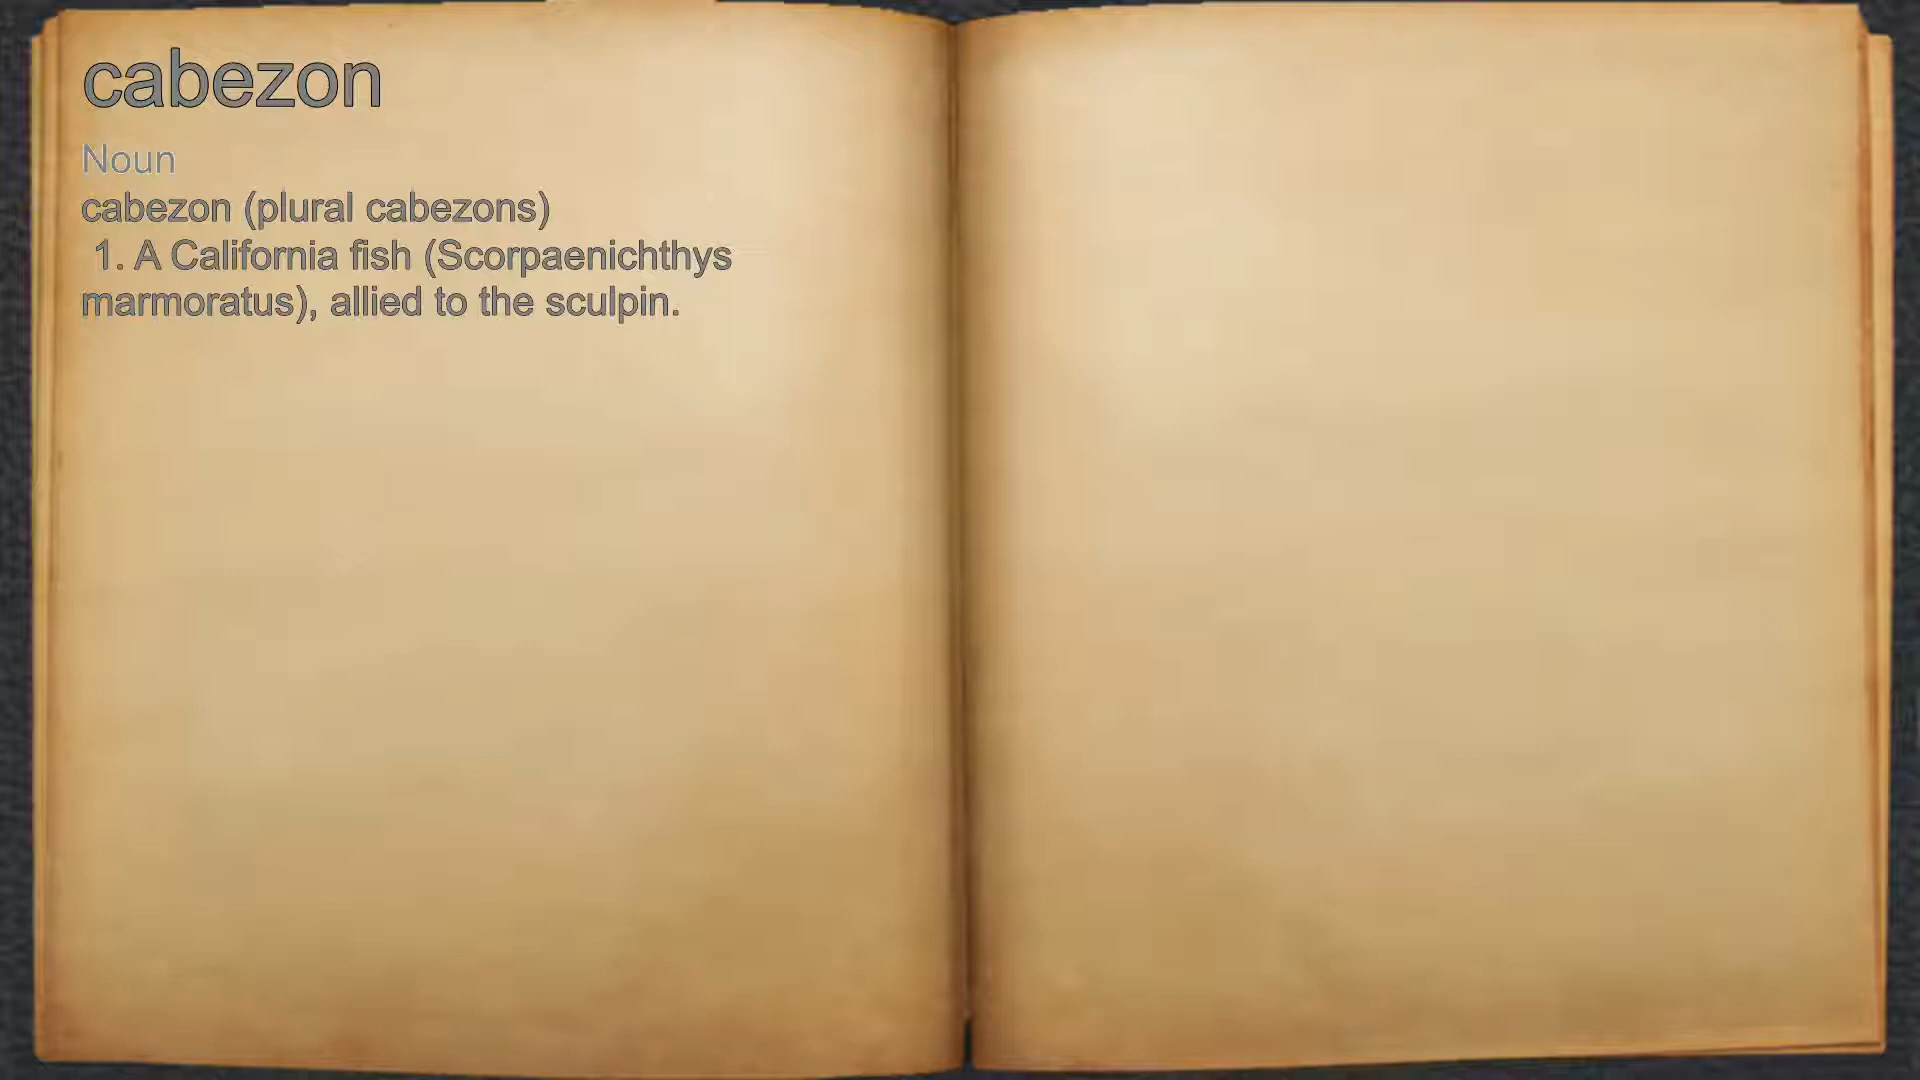 cabezon
Noun
cabezon (plural cabezons)
1. A California fish (Scorpaenichthys
marmoratus), allied to the sculpin.